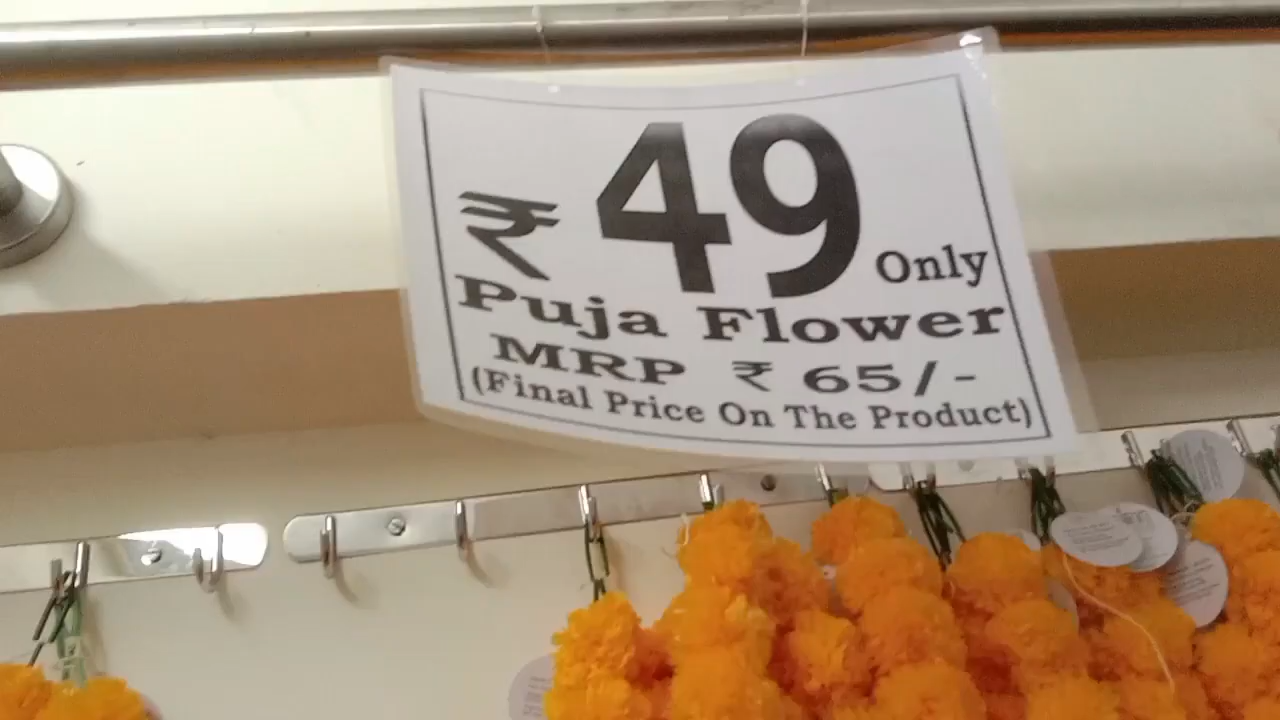 ₹ 49 Only
Puja Flower
MRP ₹ 65/-
(Final Price On The Product)